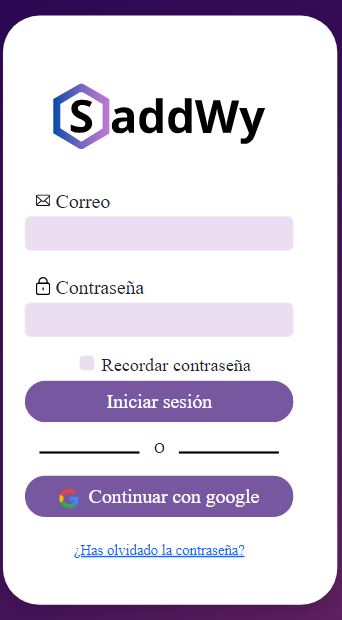 SaddWy
Correo
Contraseña
Recordar contraseña
Iniciar sesión
O
Continuar con google
¿Has olvidado la contraseña?